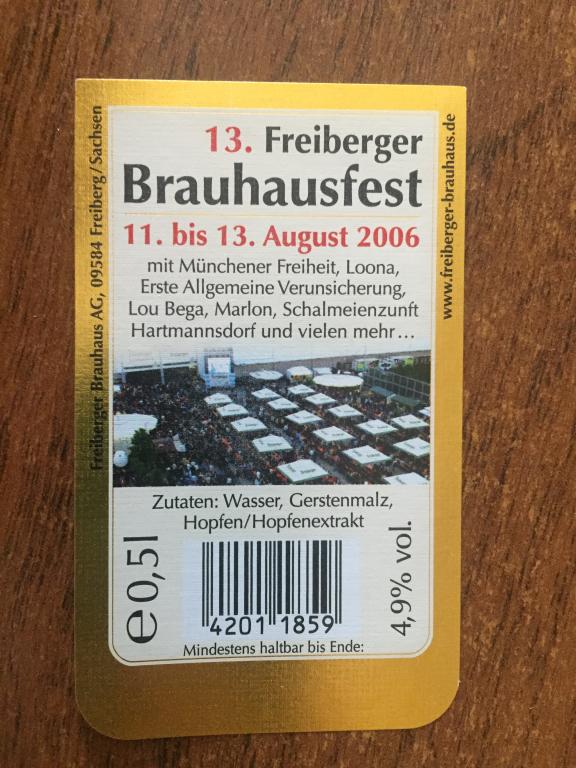 13. Freiberger
Brauhausfest
11. bis 13. August 2006
mit Münchener Freiheit, Loona,
Erste Allgemeine Verunsicherung,
Lou Bega, Marlon, Schalmeienzunft
Hartmannsdorf und vielen mehr...
Zutaten: Wasser, Gerstenmalz,
Hopfen/Hopfenextrakt
e 0,5l
4201 1859
4,9% vol.
Mindestens haltbar bis Ende:
Freiberger Brauhaus AG, 09584 Freiberg/Sachsen
www.freiberger-brauhaus.de